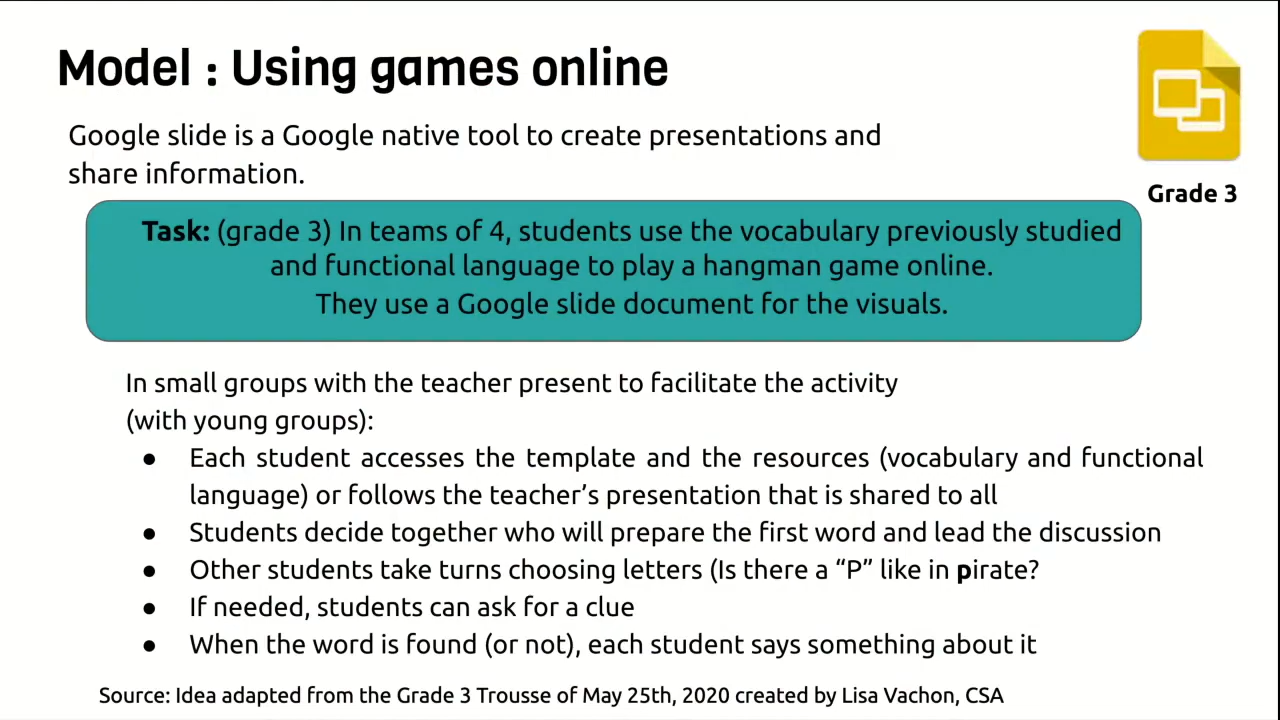 Model : Using games online
Google slide is a Google native tool to create presentations and
share information.
Grade 3
Task: (grade 3) In teams of 4, students use the vocabulary previously studied
and functional language to play a hangman game online.
They use a Google slide document for the visuals.
In small groups with the teacher present to facilitate the activity
(with young groups):
● Each student accesses the template and the resources (vocabulary and functional
language) or follows the teacher’s presentation that is shared to all
● Students decide together who will prepare the first word and lead the discussion
● Other students take turns choosing letters (Is there a “P” like in pirate?
● If needed, students can ask for a clue
● When the word is found (or not), each student says something about it
Source: Idea adapted from the Grade 3 Trousse of May 25th, 2020 created by Lisa Vachon, CSA